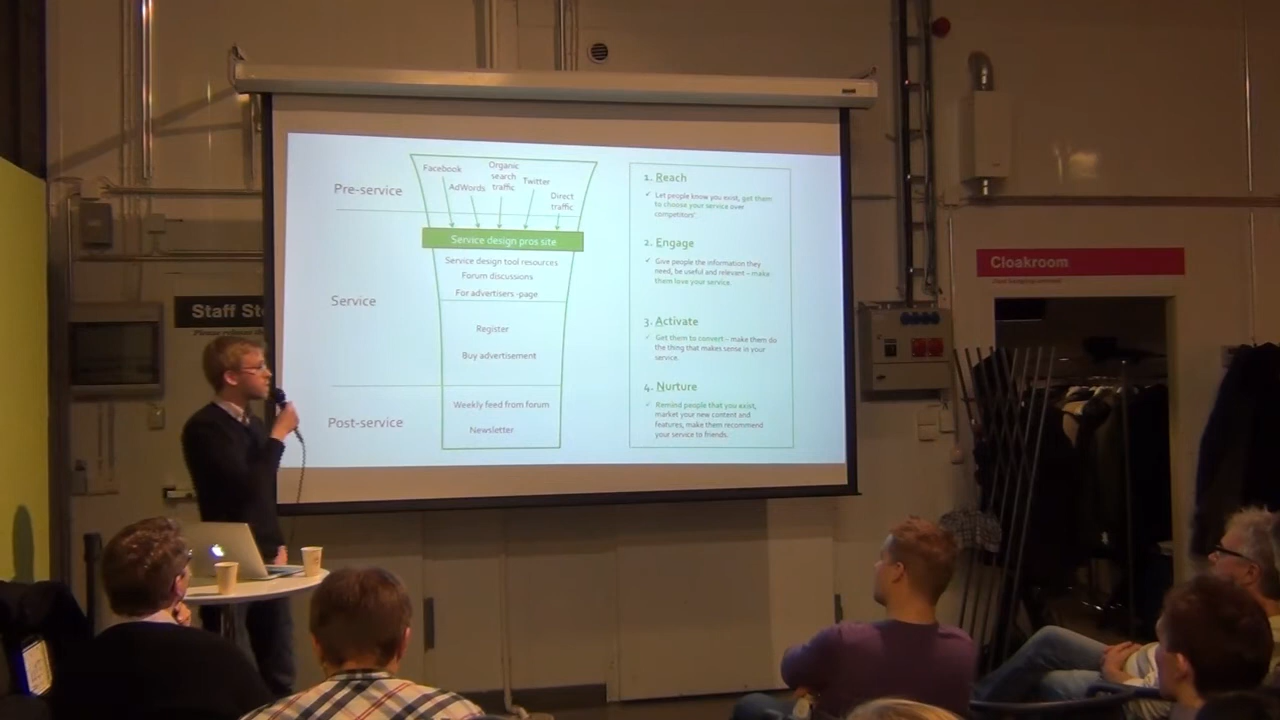 Pre-service
Facebook
AdWords
Organic
search
traffic
Twitter
Direct
traffic
Service design pros site
Service
Service design tool resources
Forum discussions
For advertisers -page
Register
Buy advertisement
Post-service
Weekly feed from forum
Newsletter
1. Reach
✓ Let people know you exist, get them
to choose your service over
competitors'.
2. Engage
✓ Give people the information they
need, be useful and relevant – make
them love your service.
3. Activate
✓ Get them to convert – make them do
the thing that makes sense in your
service.
4. Nurture
✓ Remind people that you exist,
market your new content and
features, make them recommend
your service to friends.
Staff
Please
Cloakroom